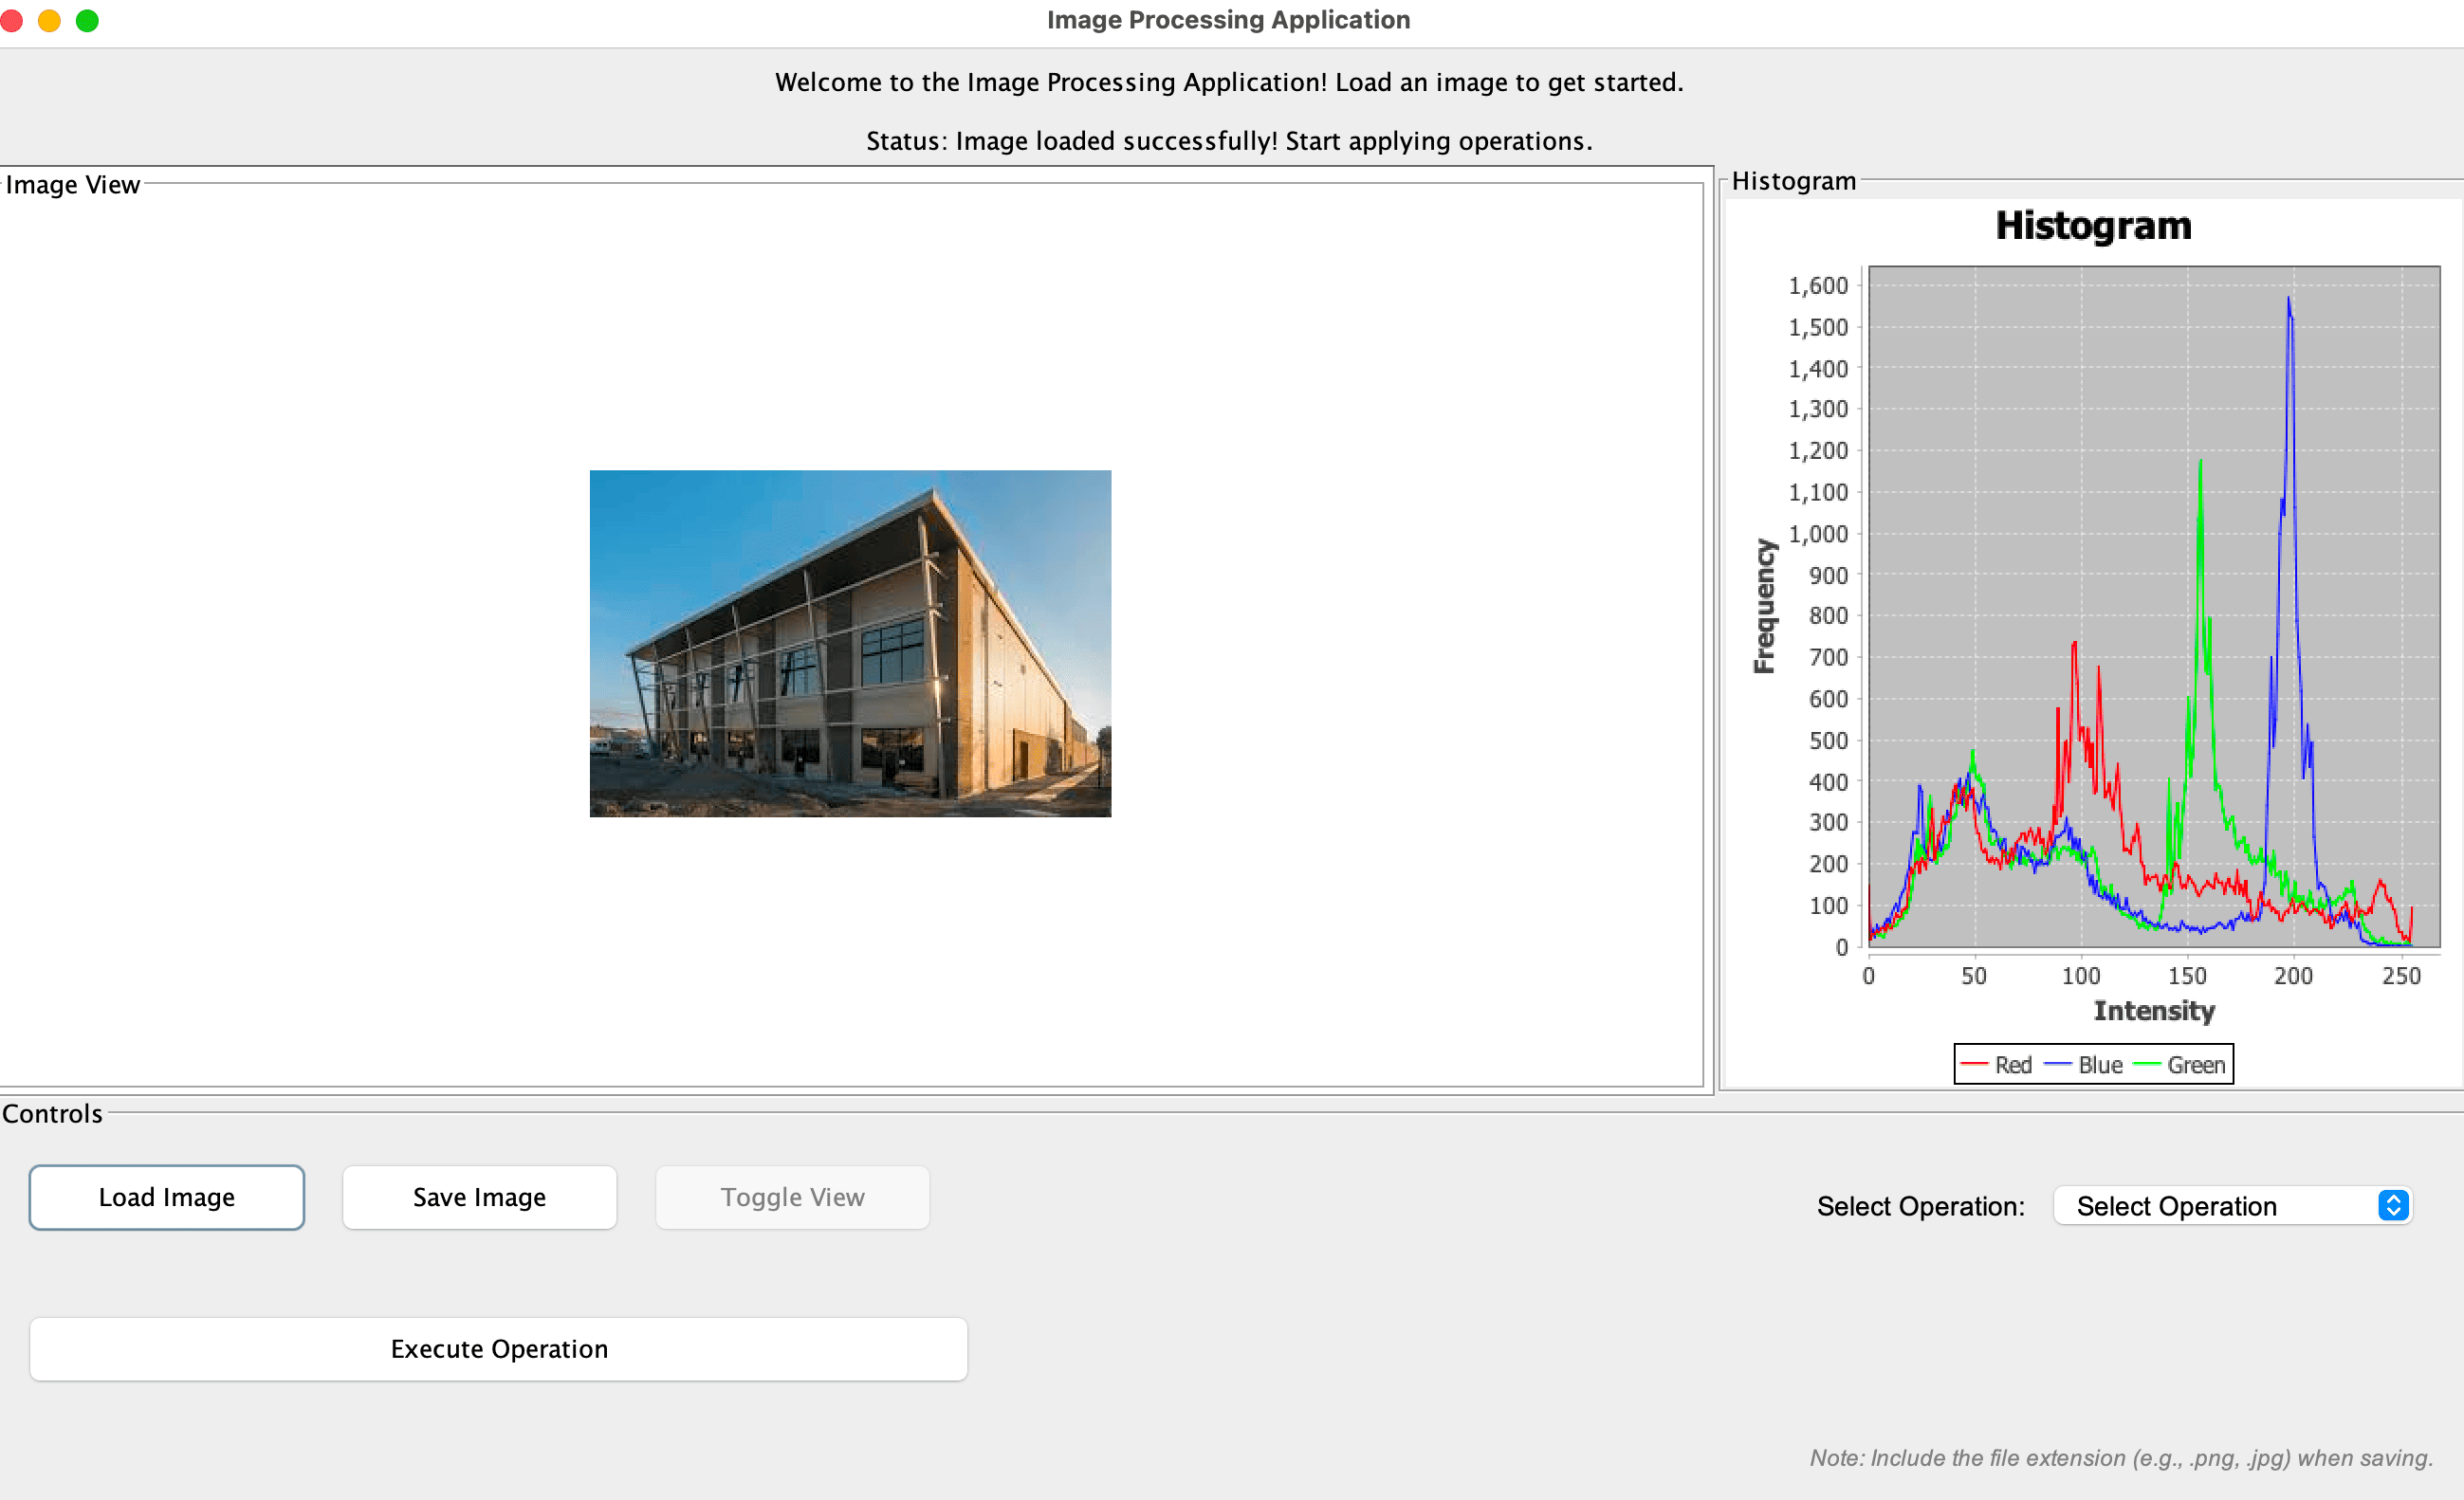 Image Processing Application
Welcome to the Image Processing Application! Load an image to get started.
Status: Image loaded successfully! Start applying operations.
Image View
Histogram
Histogram
1,600
1,500
1,400
1,300
1,200
1,100
1,000
900
800
700
600
500
400
300
200
100
0
Frequency
0 50 100 150 200 250
Intensity
Red Blue Green
Controls
Load Image Save Image Toggle View Select Operation: Select Operation
Execute Operation
Note: Include the file extension (e.g., .png, .jpg) when saving.